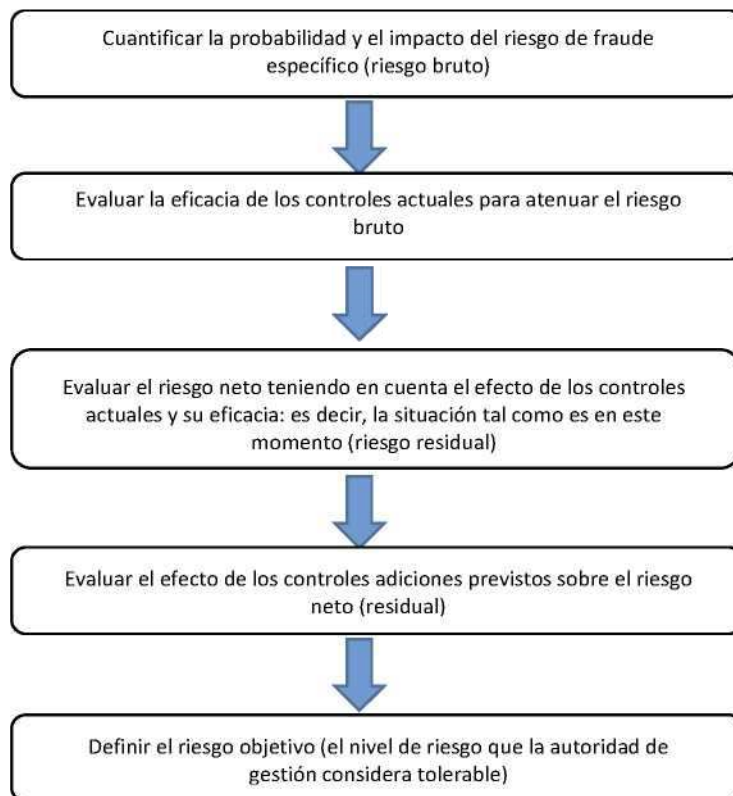 Cuantificar la probabilidad y el impacto del riesgo de fraude
específico (riesgo bruto)
Evaluar la eficacia de los controles actuales para atenuar el riesgo
bruto
Evaluar el riesgo neto teniendo en cuenta el efecto de los controles
actuales y su eficacia: es decir, la situación tal como es en este
momento (riesgo residual)
Evaluar el efecto de los controles adiciones previstos sobre el riesgo
neto (residual)
Definir el riesgo objetivo (el nivel de riesgo que la autoridad de
gestión considera tolerable)